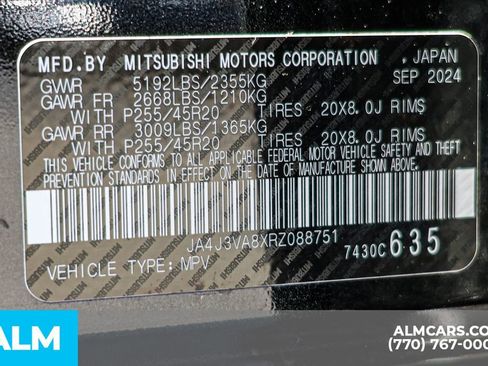 MFD.BY MITSUBISHI MOTORS CORPORATION , JAPAN
GVWR 5192LBS/2355KG SEP 2024
GAWR FR 2668LBS/1210KG
WITH P255/45R20 TIRES 20X8.0J RIMS
GAWR RR 3009LBS/1365KG
WITH P255/45R20 TIRES 20X8.0J RIMS
THIS VEHICLE CONFORMS TO ALL APPLICABLE FEDERAL MOTOR VEHICLE SAFETY AND THEFT
PREVENTION STANDARDS IN EFFECT ON THE DATE OF MANUFACTURE SHOWN ABOVE.
JA4J3VA8XRZ088751
7430C 635
VEHICLE TYPE: MPV
ALM
ALMCARS.CO
(770) 767-000